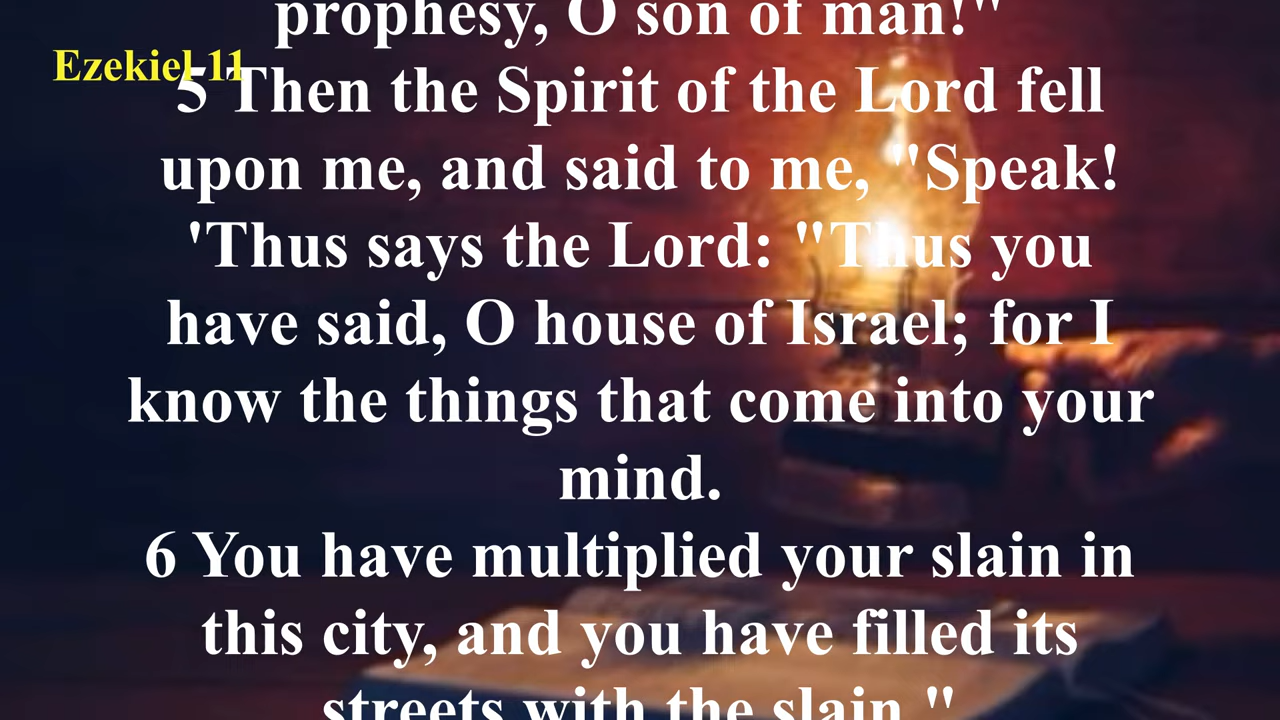 prophesy, O son of man!"
Ezekiel 11
5 Then the Spirit of the Lord fell
upon me, and said to me, "Speak!
'Thus says the Lord: "Thus you
have said, O house of Israel; for I
know the things that come into your
mind.
6 You have multiplied your slain in
this city, and you have filled its
streets with the slain."